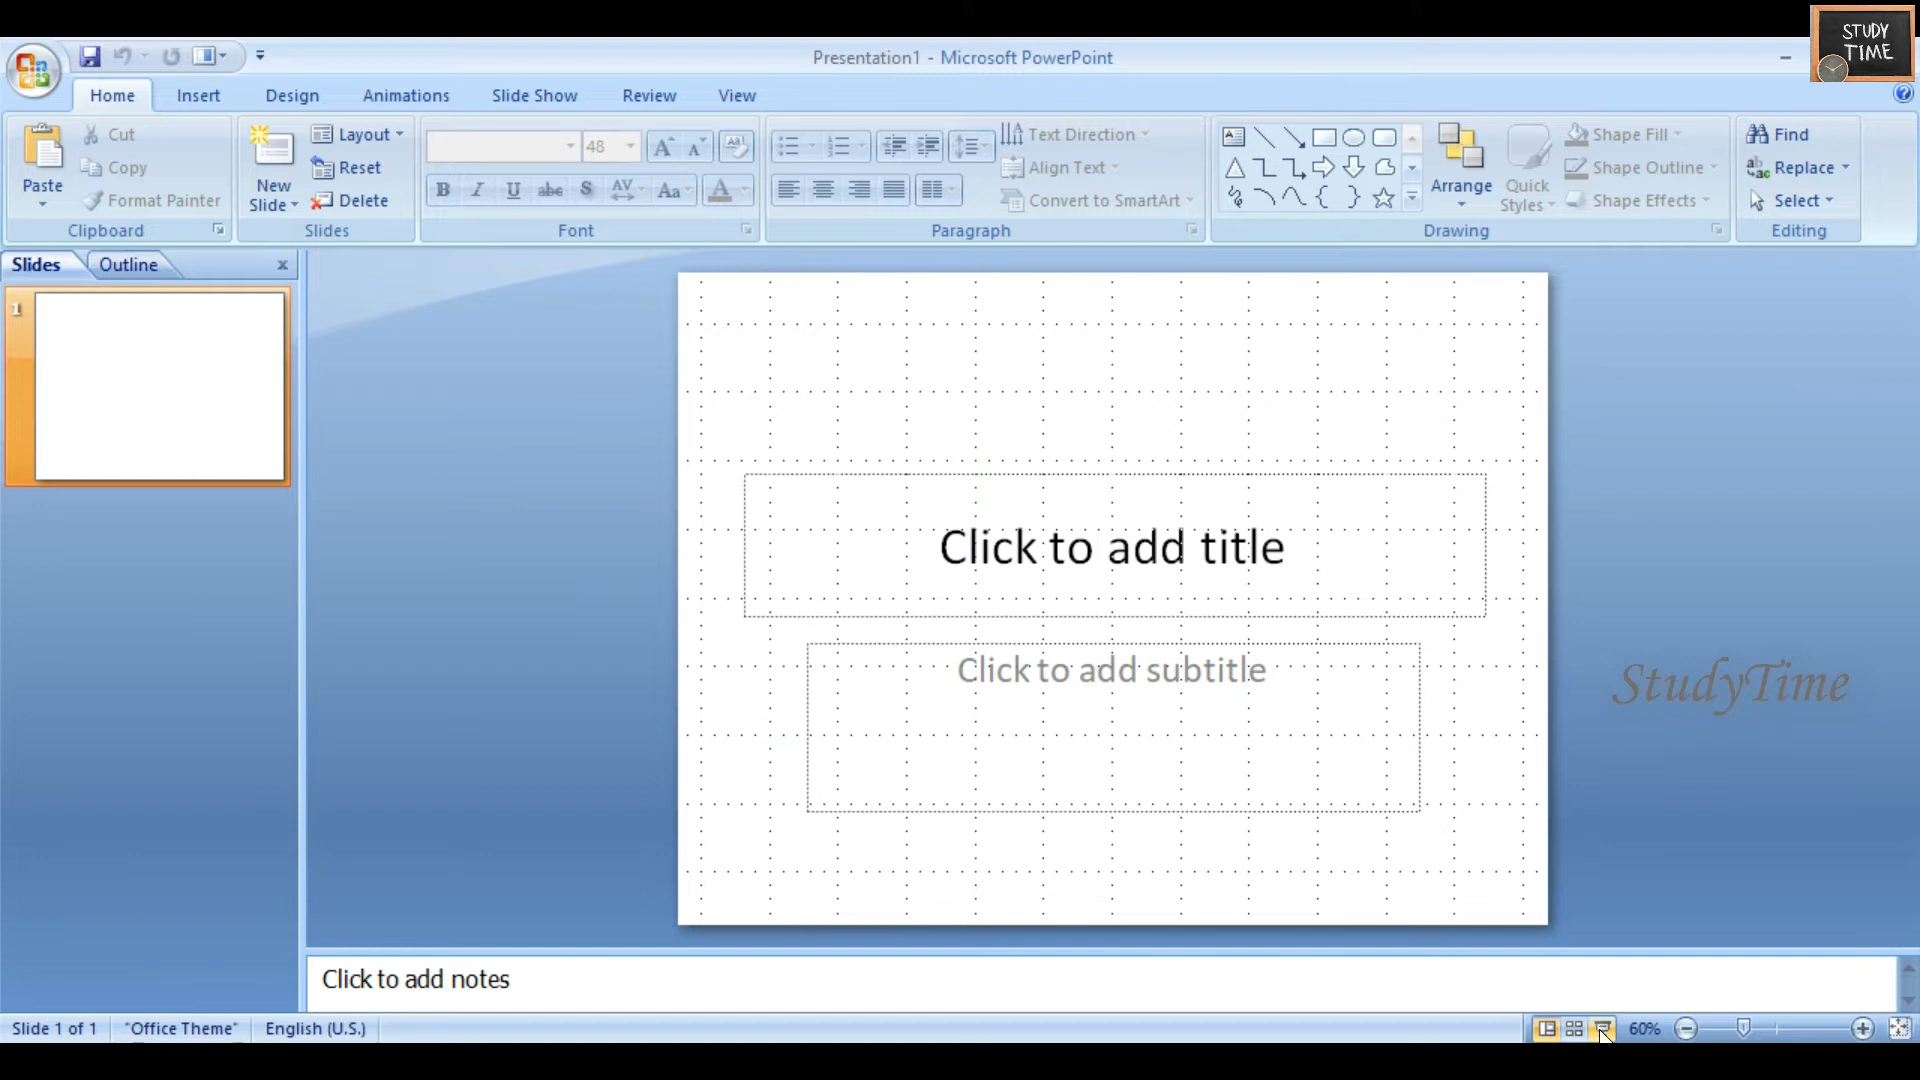 STUDY
TIME
Presentation1 - Microsoft PowerPoint
Home Insert Design Animations Slide Show Review View
Paste
Cut
Copy
Format Painter
Clipboard
New
Slide
Layout
Reset
Delete
Slides
48
B I U abc S AV Aa A
Font
Text Direction
Align Text
Convert to SmartArt
Paragraph
Arrange
Quick
Styles
Shape Fill
Shape Outline
Shape Effects
Drawing
Find
Replace
Select
Editing
Slides Outline x
1
Click to add title
Click to add subtitle
StudyTime
Click to add notes
Slide 1 of 1 "Office Theme" English (U.S.) 60%